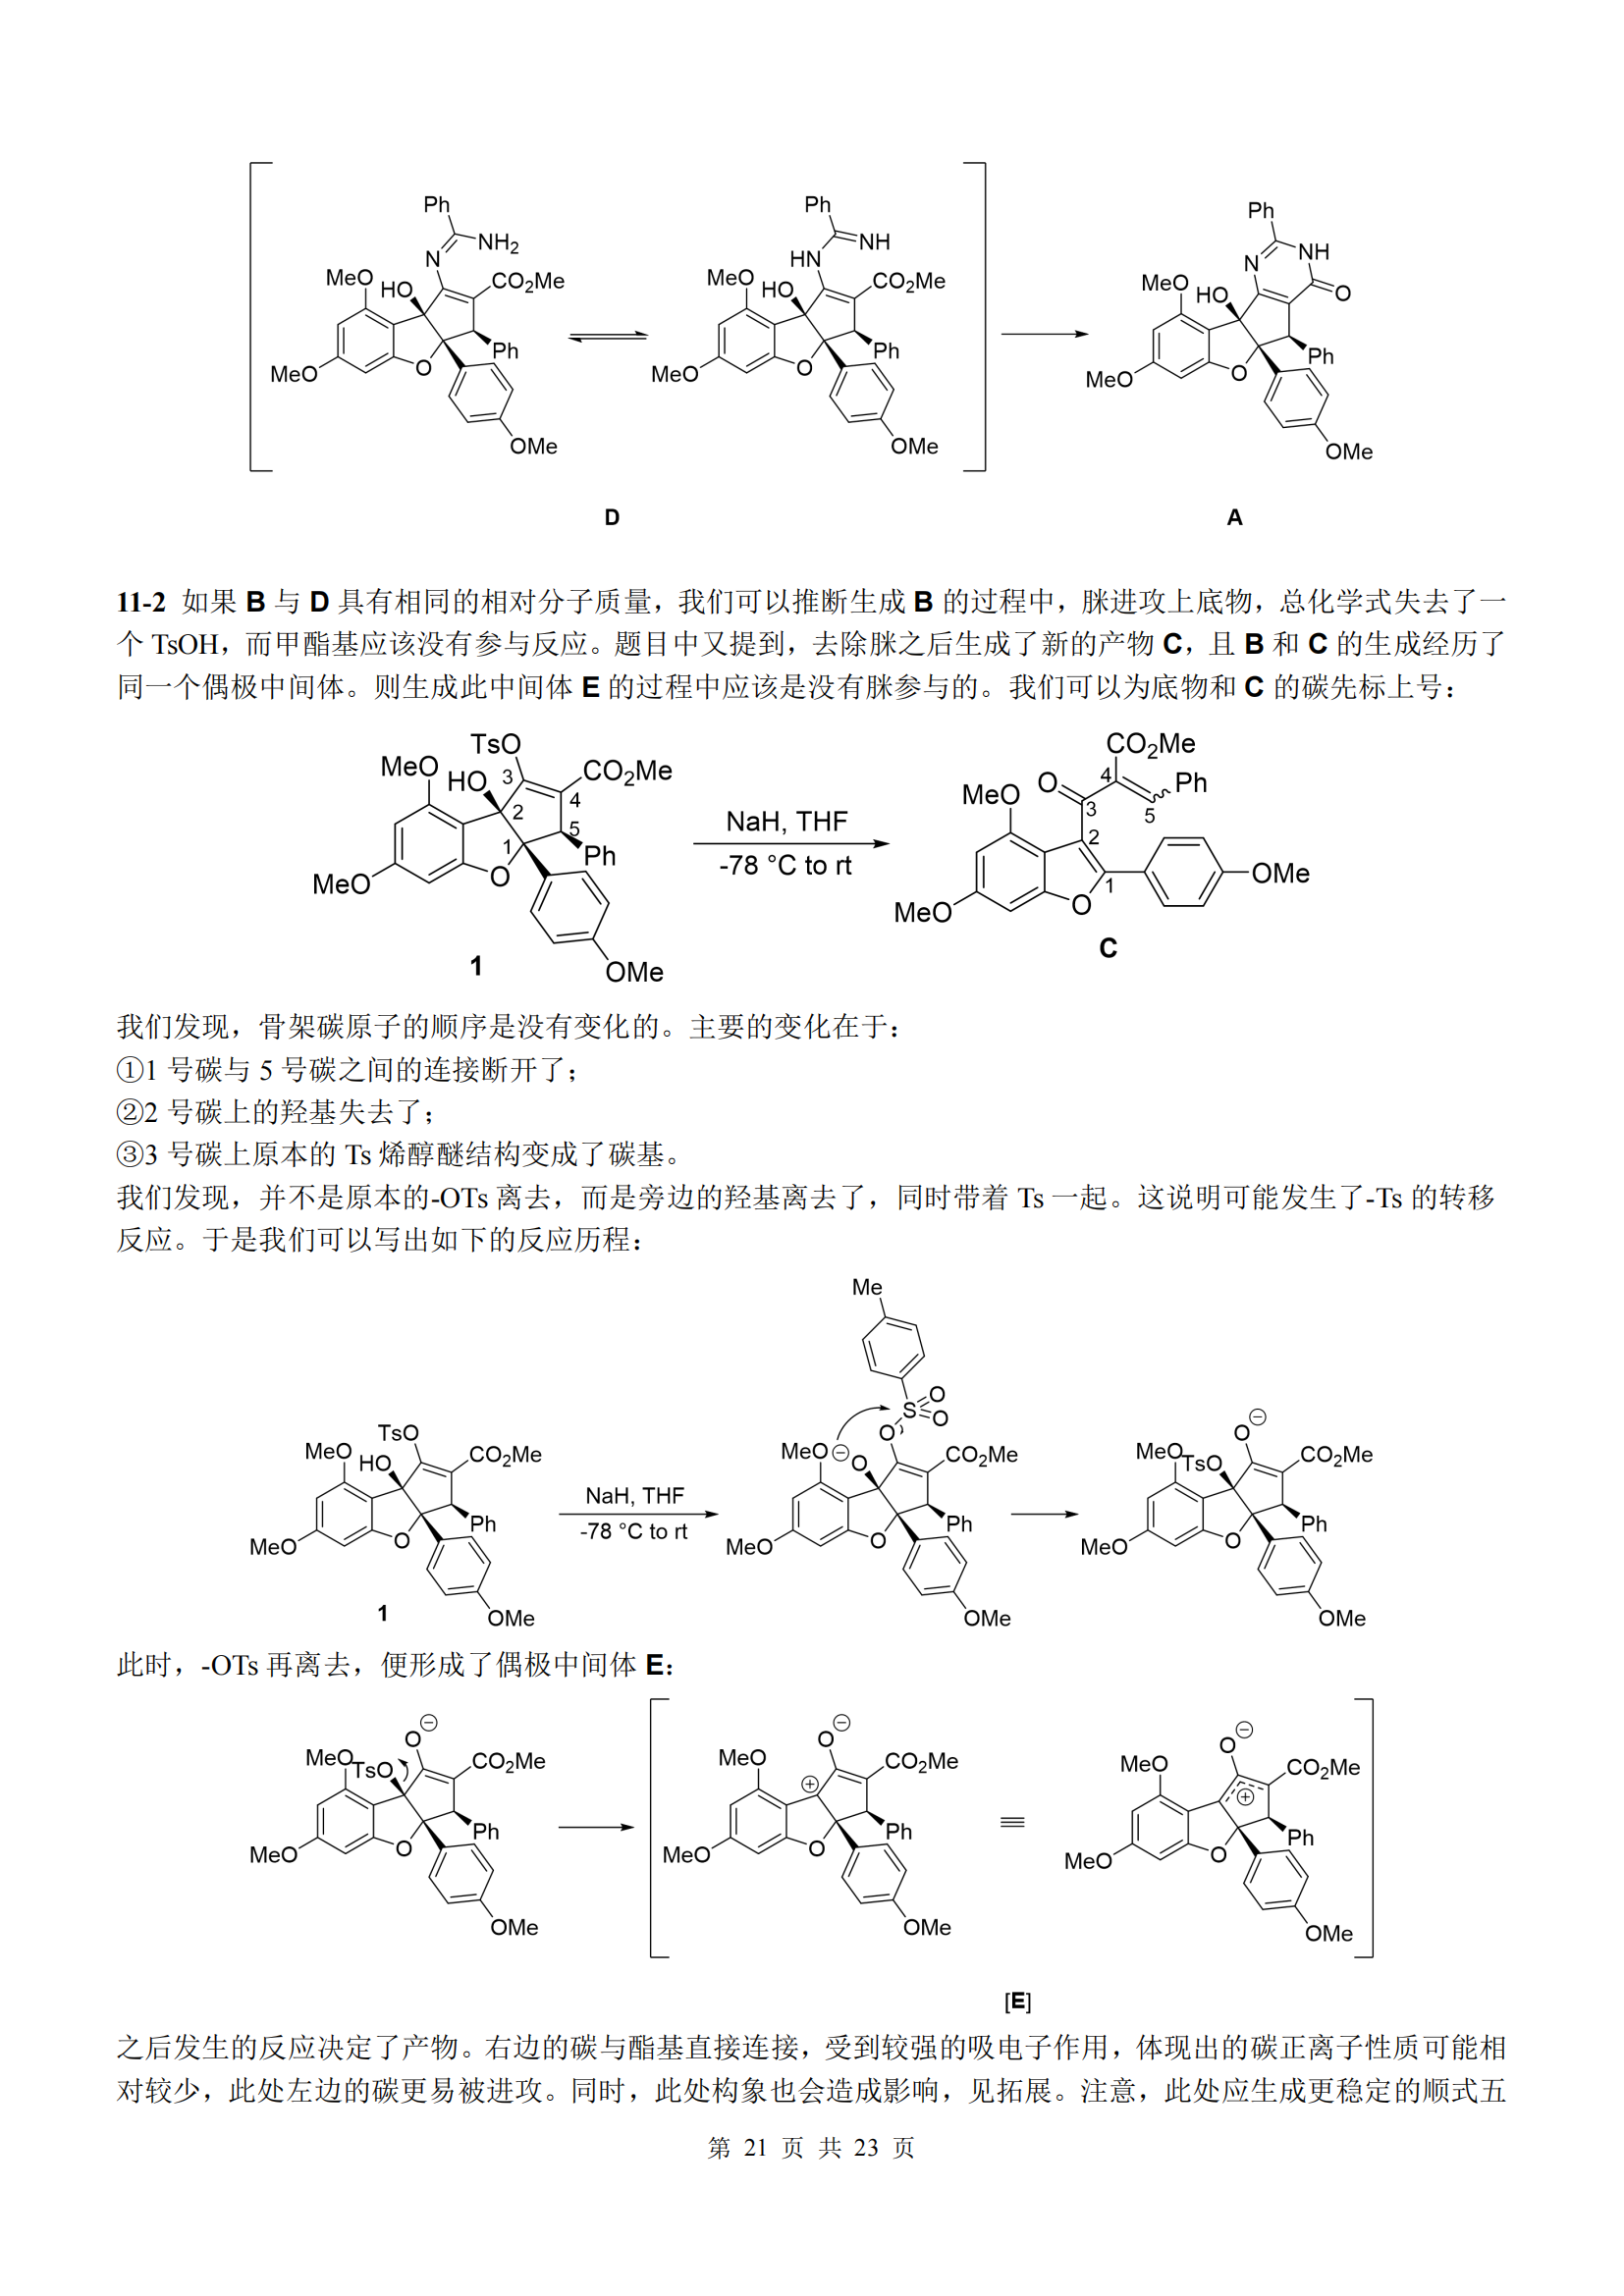 Ph
Ph
Ph
N
NH2
HN
NH
N
NH
MeO
HO
CO2Me
MeO
HO
CO2Me
MeO
HO
O
MeO
O
Ph
MeO
O
Ph
MeO
O
Ph
OMe
OMe
OMe
D
A
11-2 如果 B 与 D 具有相同的相对分子质量，我们可以推断生成 B 的过程中，脒进攻上底物，总化学式失去了一
个 TsOH，而甲酯基应该没有参与反应。题目中又提到，去除脒之后生成了新的产物 C，且 B 和 C 的生成经历了
同一个偶极中间体。则生成此中间体 E 的过程中应该是没有脒参与的。我们可以为底物和 C 的碳先标上号：
TsO
MeO
HO
3
CO2Me
4
2
5
1
Ph
MeO
O
OMe
1
NaH, THF
-78 °C to rt
CO2Me
O
4
Ph
MeO
3
5
2
1
OMe
MeO
O
C
我们发现，骨架碳原子的顺序是没有变化的。主要的变化在于：
①1 号碳与 5 号碳之间的连接断开了；
②2 号碳上的羟基失去了；
③3 号碳上原本的 Ts 烯醇醚结构变成了碳基。
我们发现，并不是原本的-OTs 离去，而是旁边的羟基离去了，同时带着 Ts 一起。这说明可能发生了-Ts 的转移
反应。于是我们可以写出如下的反应历程：
TsO
MeO
HO
CO2Me
MeO
O
Ph
OMe
1
NaH, THF
-78 °C to rt
Me
S
O
O
O
MeO
⊖
O
CO2Me
MeO
O
Ph
OMe
O
⊖
MeO
TsO
CO2Me
MeO
O
Ph
OMe
此时，-OTs 再离去，便形成了偶极中间体 E：
O
⊖
MeO
TsO
CO2Me
MeO
O
Ph
OMe
O
⊖
MeO
⊕
CO2Me
MeO
O
Ph
OMe
O
⊖
MeO
⊕
CO2Me
MeO
O
Ph
OMe
[E]
之后发生的反应决定了产物。右边的碳与酯基直接连接，受到较强的吸电子作用，体现出的碳正离子性质可能相
对较少，此处左边的碳更易被进攻。同时，此处构象也会造成影响，见拓展。注意，此处应生成更稳定的顺式五
第 21 页 共 23 页